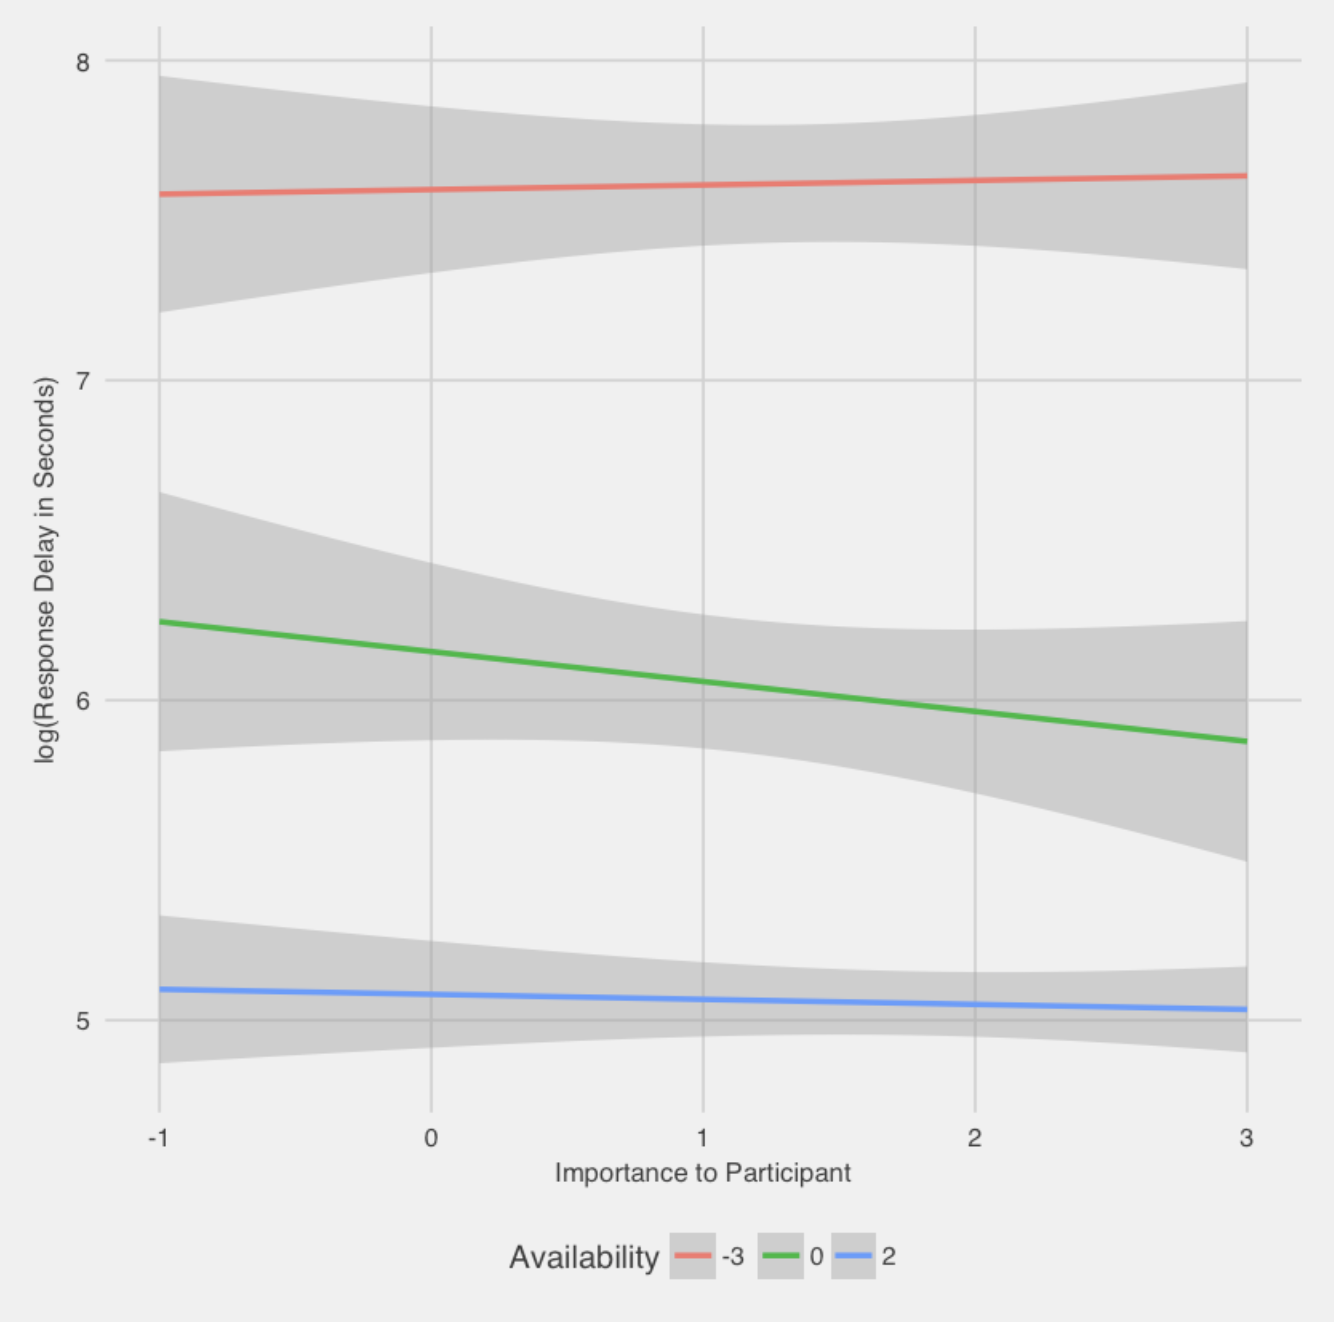 8
7
6
5
log(Response Delay in Seconds)
-1 0 1 2 3
Importance to Participant
Availability -3 0 2